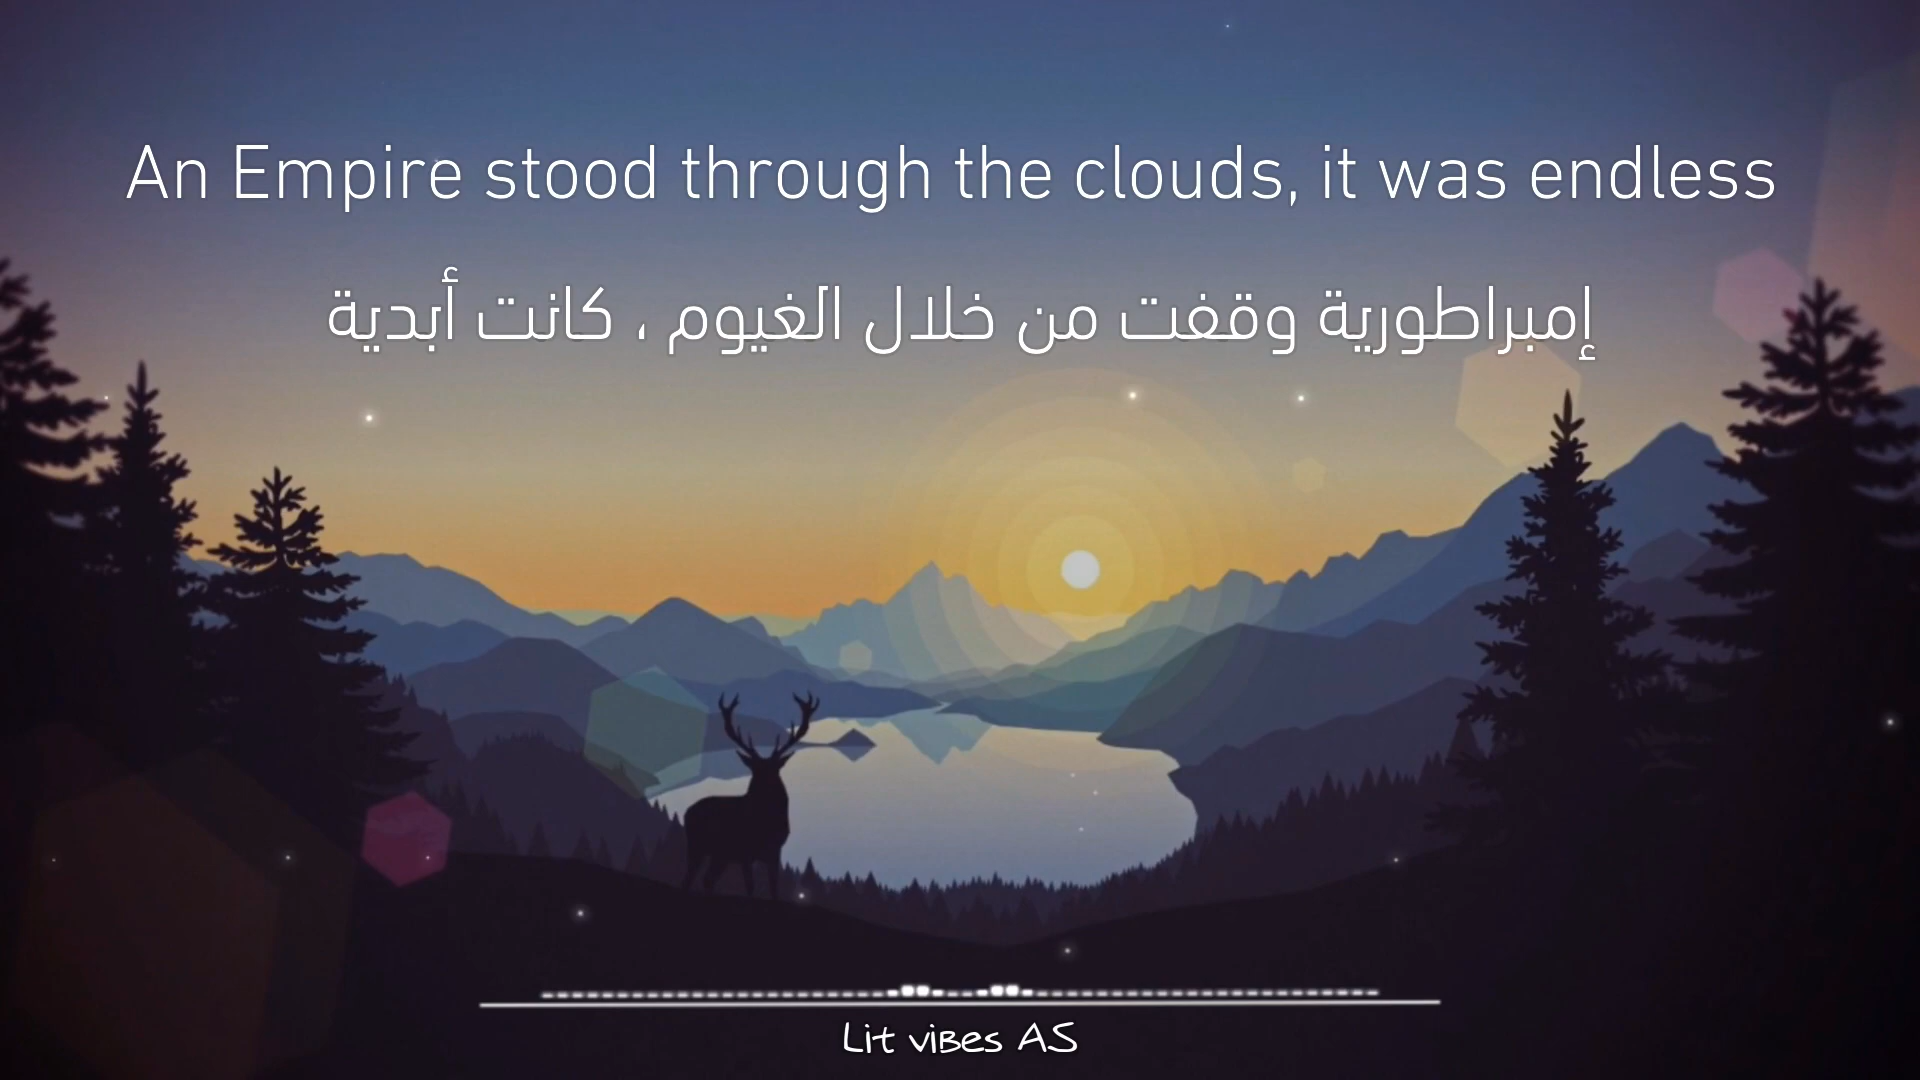 An Empire stood through the clouds, it was endless
إمبراطورية وقفت من خلال الغيوم ، كانت أبدية
Lit vibes AS